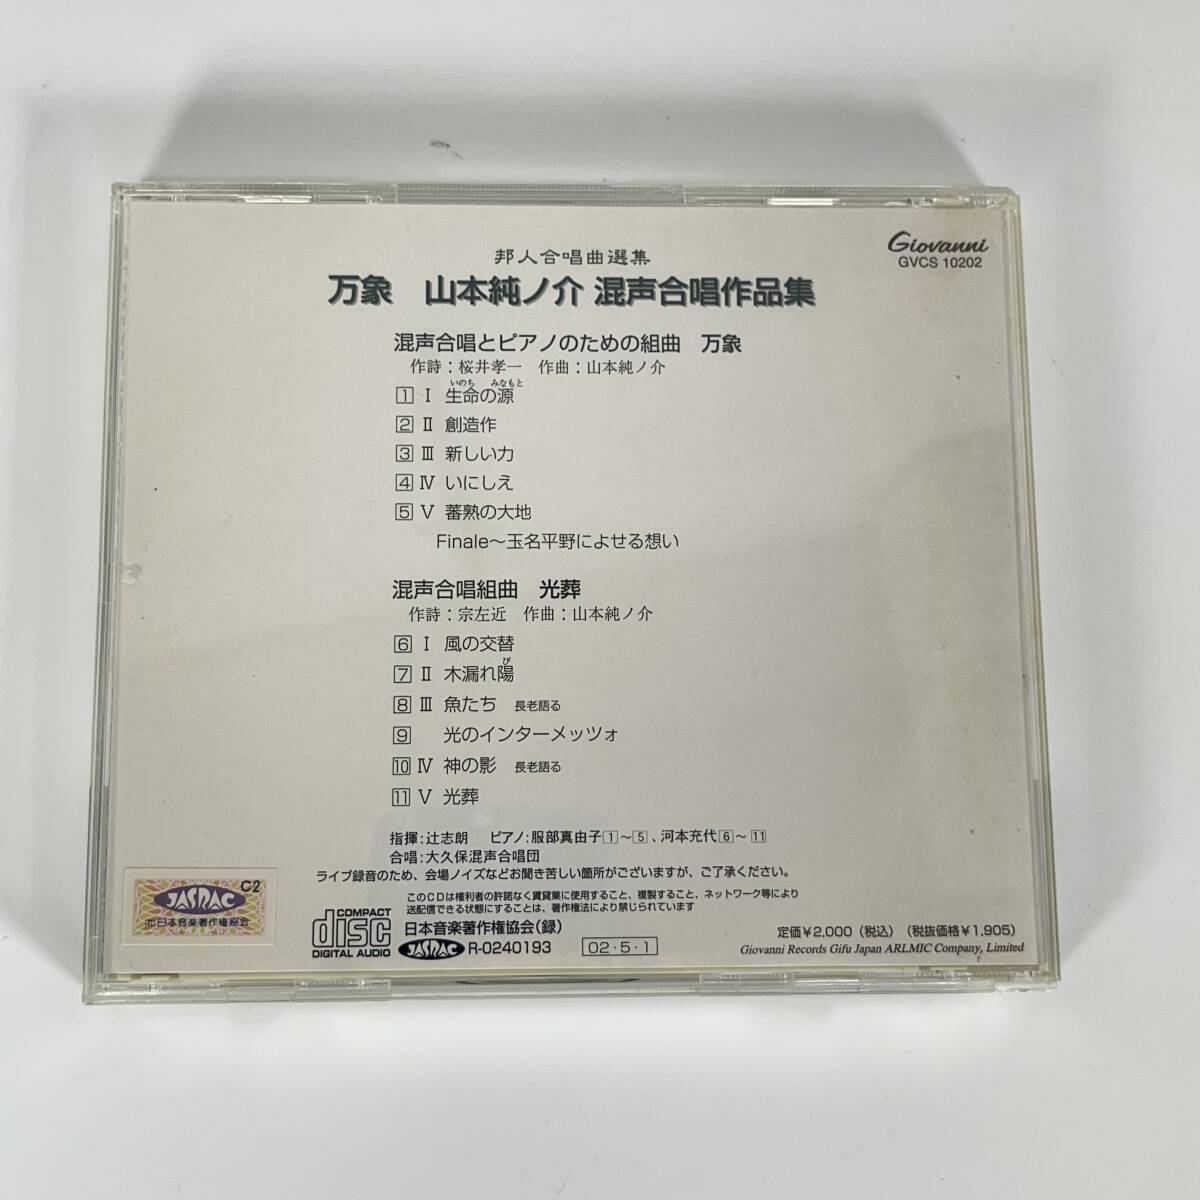 Giovanni
GVCS 10202
邦人合唱曲選集
万象 山本純ノ介 混声合唱作品集
混声合唱とピアノのための組曲 万象
作詩：桜井孝一 作曲：山本純ノ介
いのち みなもと
1 Ⅰ 生命の源
2 Ⅱ 創造作
3 Ⅲ 新しい力
4 Ⅳ いにしえ
5 Ⅴ 蕃熟の大地
Finale～玉名平野によせる想い
混声合唱組曲 光葬
作詩：宗左近 作曲：山本純ノ介
6 Ⅰ 風の交替
び
7 Ⅱ 木漏れ陽
8 Ⅲ 魚たち 長老語る
9 光のインターメッツォ
10 Ⅳ 神の影 長老語る
11 Ⅴ 光葬
指揮：辻志朗 ピアノ：服部真由子1～5、河本充代6～11
合唱：大久保混声合唱団
ライブ録音のため、会場ノイズなどお聞き苦しい箇所がございますが、ご了承ください。
このCDは権利者の許諾なく賃貸業に使用すること、複製すること、ネットワーク等により
送配信できる状態にすることは、著作権法により禁じられています
C2
JASRAC
(社)日本音楽著作権協会
COMPACT
disc
DIGITAL AUDIO
日本音楽著作権協会（録）
JASRAC R-0240193
02・5・1
定価￥2,000（税込）（税抜価格￥1,905）
Giovanni Records Gifu Japan ARLMIC Company, Limited